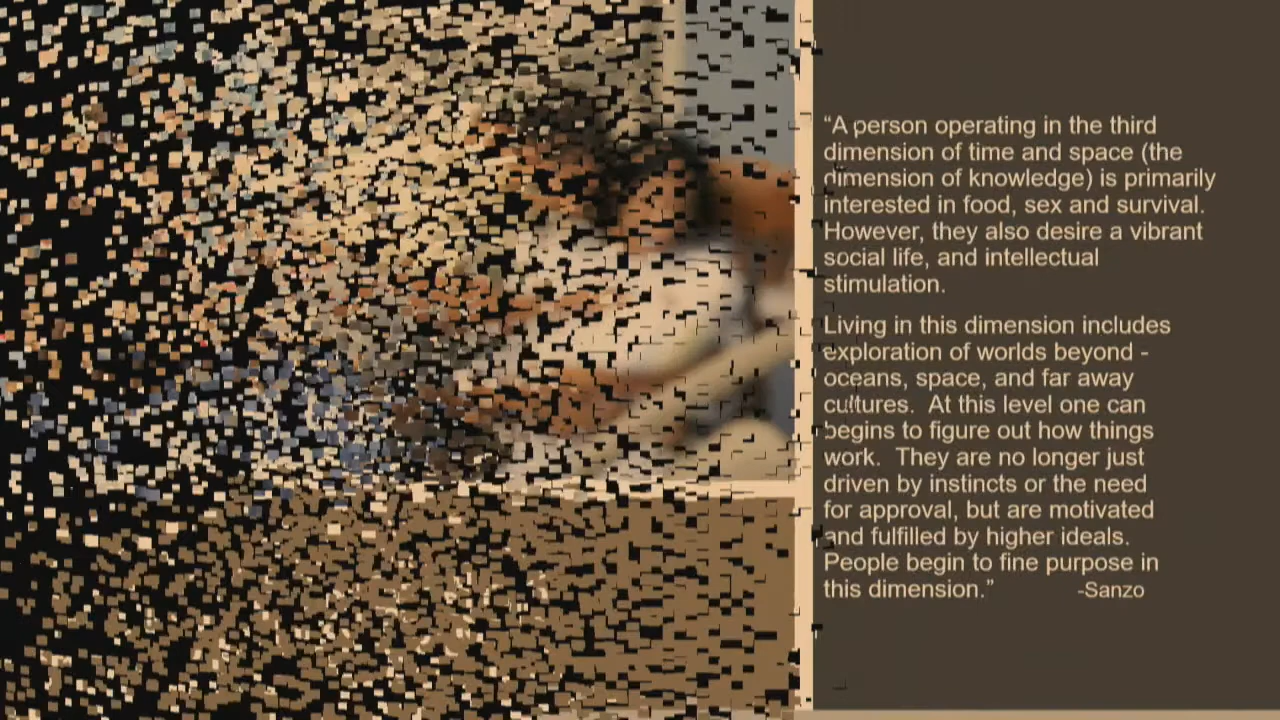 “A person operating in the third
dimension of time and space (the
dimension of knowledge) is primarily
interested in food, sex and survival.
However, they also desire a vibrant
social life, and intellectual
stimulation.
Living in this dimension includes
exploration of worlds beyond -
oceans, space, and far away
cultures.  At this level one can
begins to figure out how things
work.  They are no longer just
driven by instincts or the need
for approval, but are motivated
and fulfilled by higher ideals.
People begin to fine purpose in
this dimension.” -Sanzo